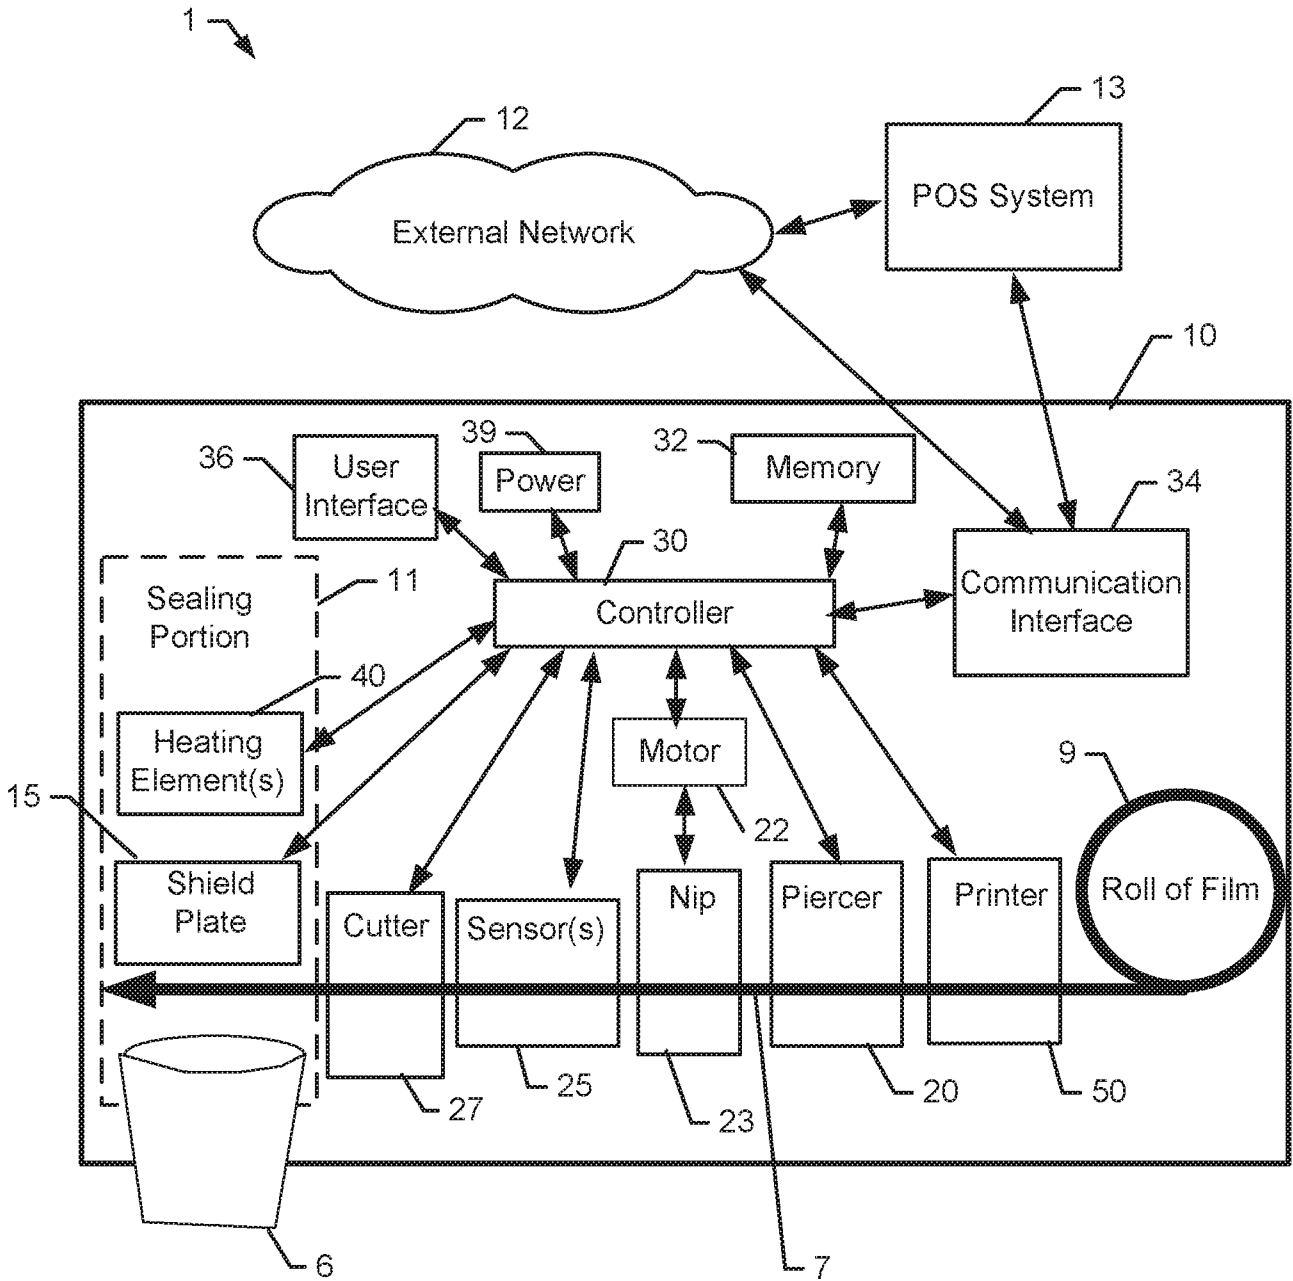 1
12
13
External Network
POS System
10
36
39
32
34
User
Interface
Power
Memory
30
11
Sealing
Portion
Controller
Communication
Interface
40
Heating
Element(s)
Motor
9
15
22
Shield
Plate
Cutter
Sensor(s)
Nip
Piercer
Printer
Roll of Film
27
25
23
20
50
6
7